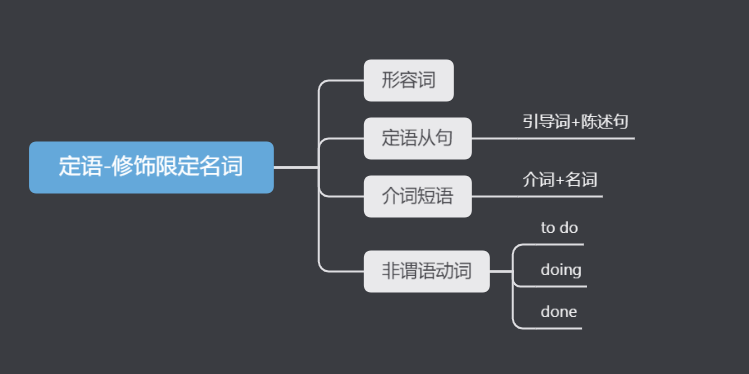 定语-修饰限定名词
形容词
定语从句
引导词+陈述句
介词短语
介词+名词
非谓语动词
to do
doing
done